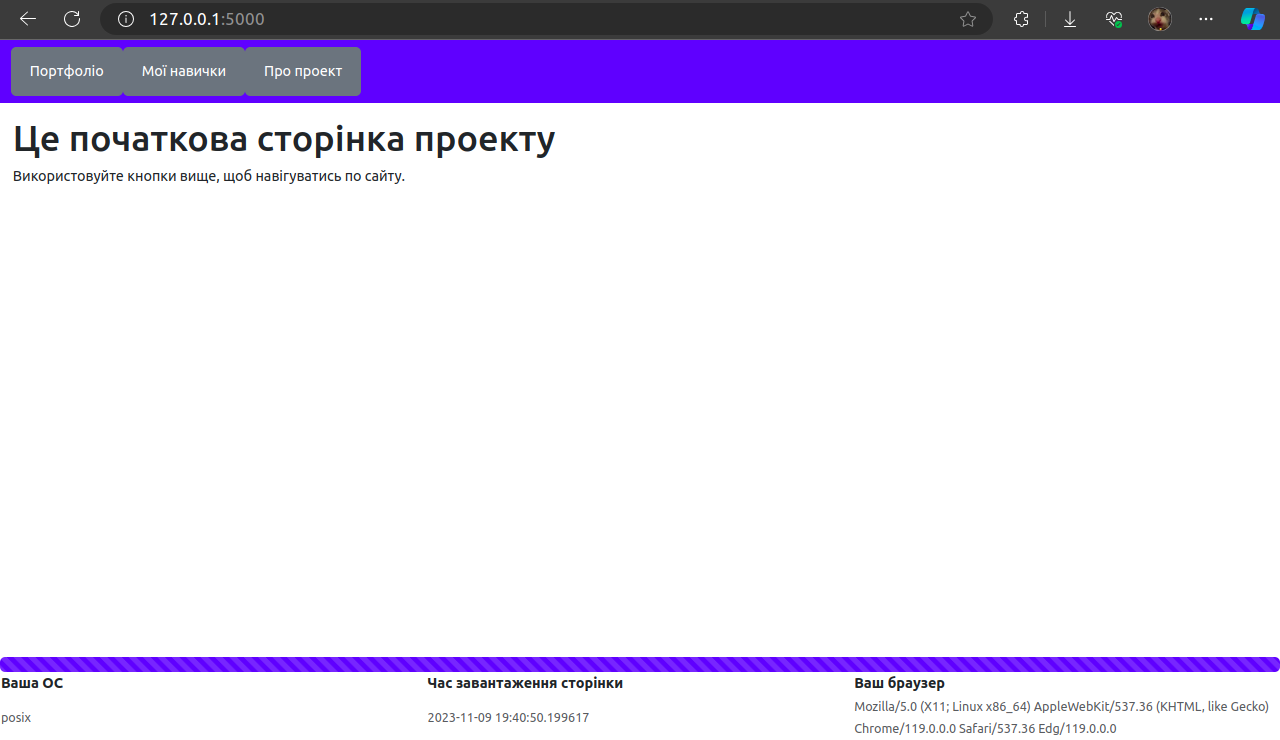 127.0.0.1:5000
Портфоліо Мої навички Про проект
Це початкова сторінка проекту
Використовуйте кнопки вище, щоб навігуватись по сайту.
Ваша ОС
posix
Час завантаження сторінки
2023-11-09 19:40:50.199617
Ваш браузер
Mozilla/5.0 (X11; Linux x86_64) AppleWebKit/537.36 (KHTML, like Gecko)
Chrome/119.0.0.0 Safari/537.36 Edg/119.0.0.0